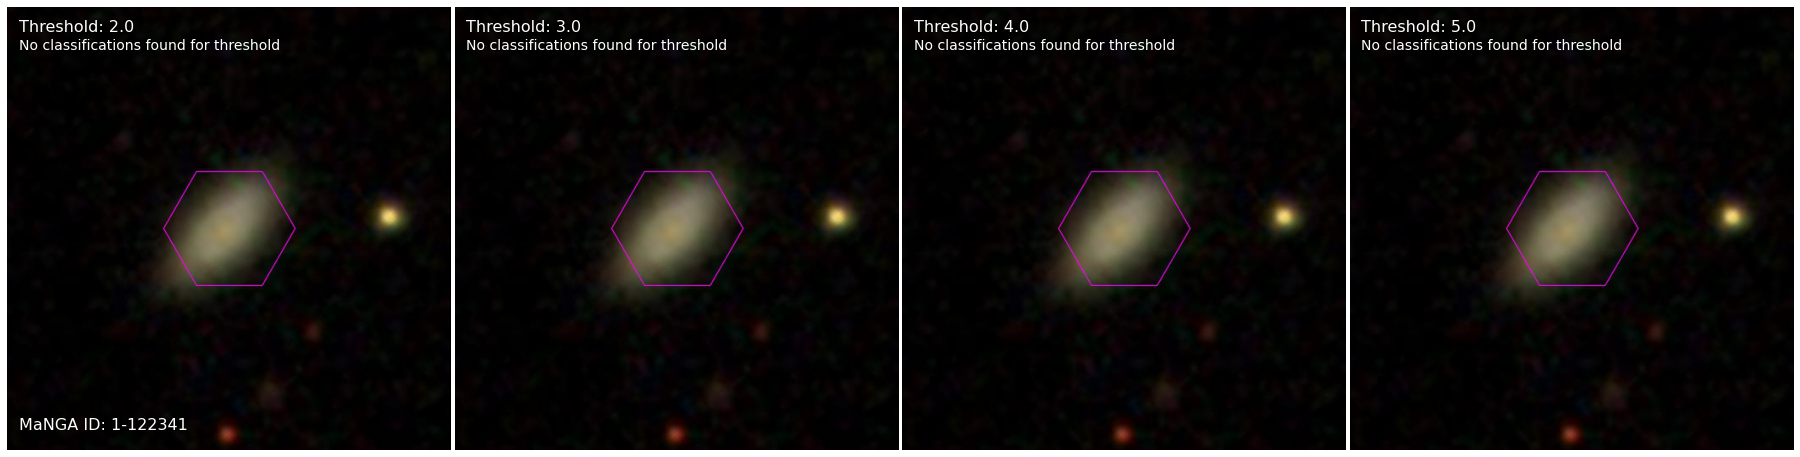 Threshold: 2.0
No classifications found for threshold
MaNGA ID: 1-122341
Threshold: 3.0
No classifications found for threshold
Threshold: 4.0
No classifications found for threshold
Threshold: 5.0
No classifications found for threshold